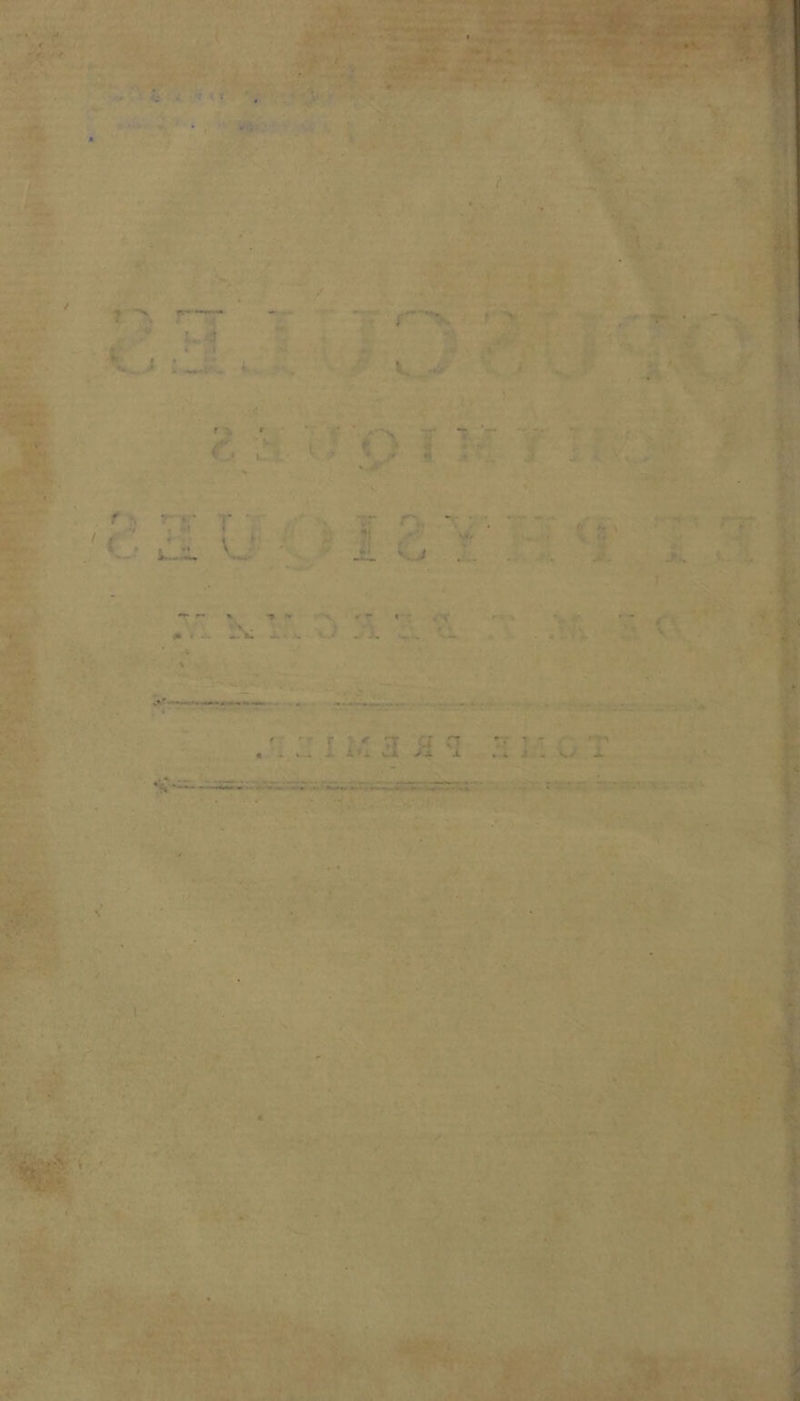 OPUSCULES
CHYMIQUES
ET PHYSIQUES
DE M. T. BERGMAN.
TOME PREMIER.